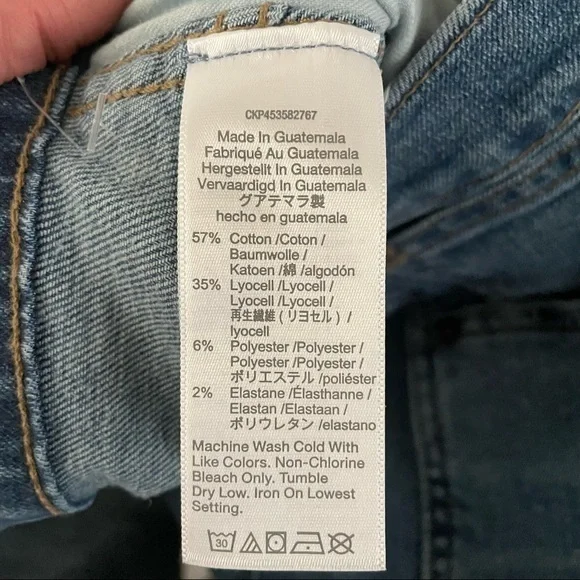 CKP453582767
Made In Guatemala
Fabriqué Au Guatemala
Hergestellt In Guatemala
Vervaardigd In Guatemala
グアテマラ製
hecho en guatemala
57% Cotton /Coton /
Baumwolle /
Katoen /綿 /algodón
35% Lyocell /Lyocell /
Lyocell /Lyocell /
再生繊維 ( リヨセル ) /
lyocell
6% Polyester /Polyester /
Polyester /Polyester /
ポリエステル /poliéster
2% Elastane /Élasthanne /
Elastan /Elastaan /
ポリウレタン /elastano
Machine Wash Cold With
Like Colors. Non-Chlorine
Bleach Only. Tumble
Dry Low. Iron On Lowest
Setting.
30